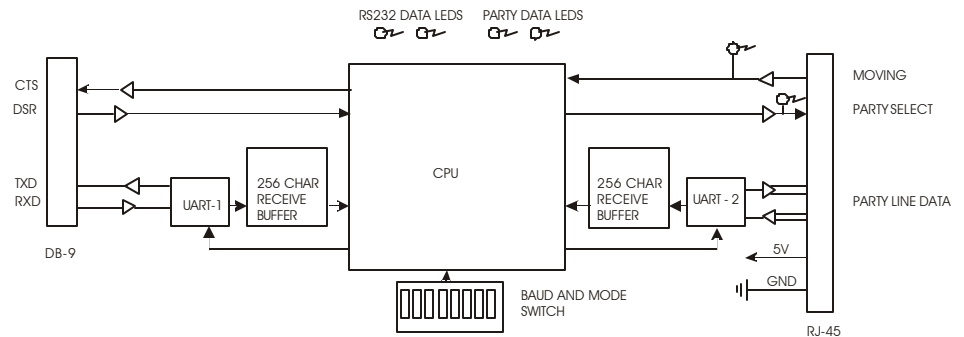 RS232 DATA LEDS
PARTY DATA LEDS
CTS
DSR
TXD
RXD
DB-9
UART-1
256 CHAR
RECEIVE
BUFFER
CPU
256 CHAR
RECEIVE
BUFFER
UART - 2
MOVING
PARTY SELECT
PARTY LINE DATA
5V
GND
RJ-45
BAUD AND MODE
SWITCH